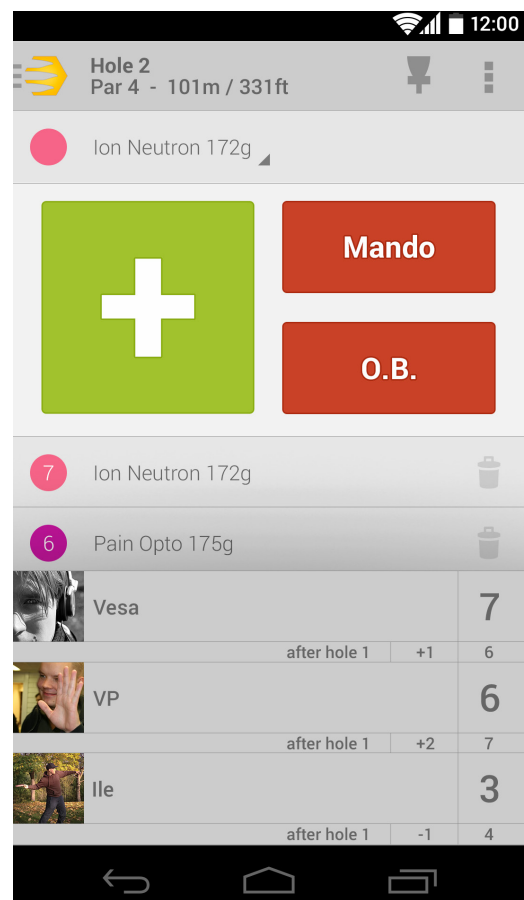 12:00
Hole 2
Par 4 - 101m / 331ft
Ion Neutron 172g
Mando
O.B.
7 Ion Neutron 172g
6 Pain Opto 175g
Vesa 7
after hole 1 +1 6
VP 6
after hole 1 +2 7
Ile 3
after hole 1 -1 4